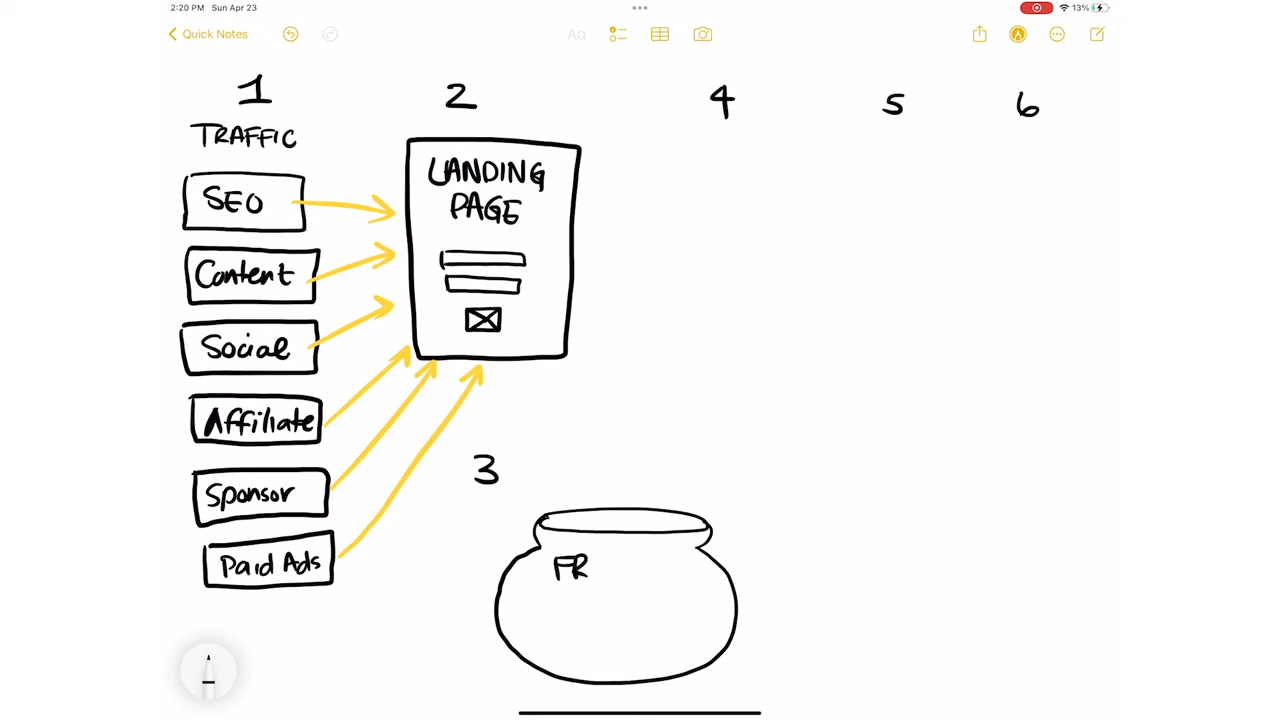 2:20 PM Sun Apr 23
13%
Quick Notes
Aa
1
2
4
5
6
TRAFFIC
LANDING
PAGE
SEO
Content
Social
Affiliate
Sponsor
Paid Ads
3
FR